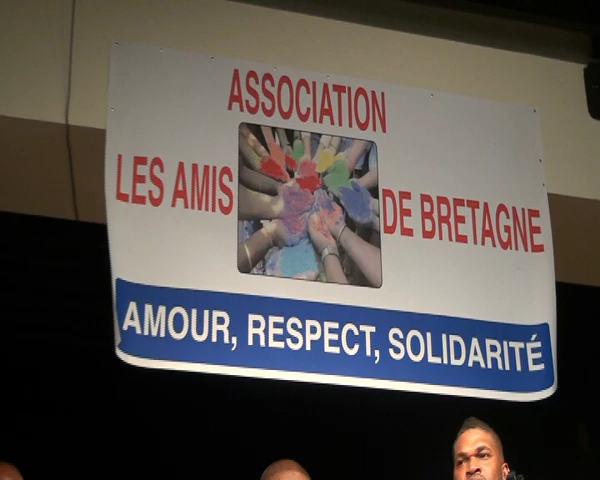 ASSOCIATION
LES AMIS DE BRETAGNE
AMOUR, RESPECT, SOLIDARITÉ